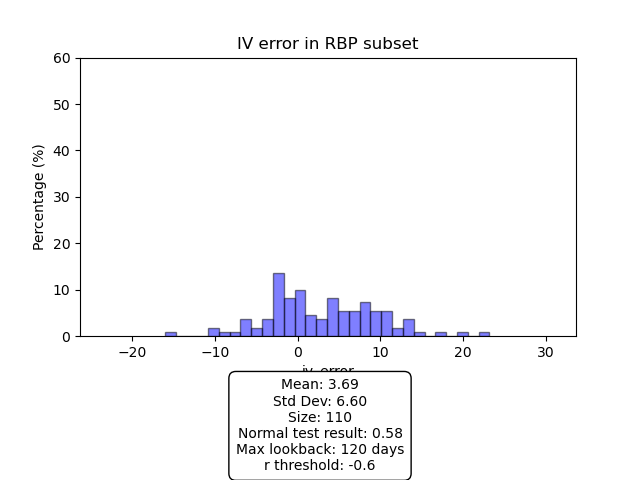 IV error in RBP subset
60
50
40
30
20
10
0
Percentage (%)
−20
−10
0
10
20
30
iv_error
Mean: 3.69
Std Dev: 6.60
Size: 110
Normal test result: 0.58
Max lookback: 120 days
r threshold: -0.6